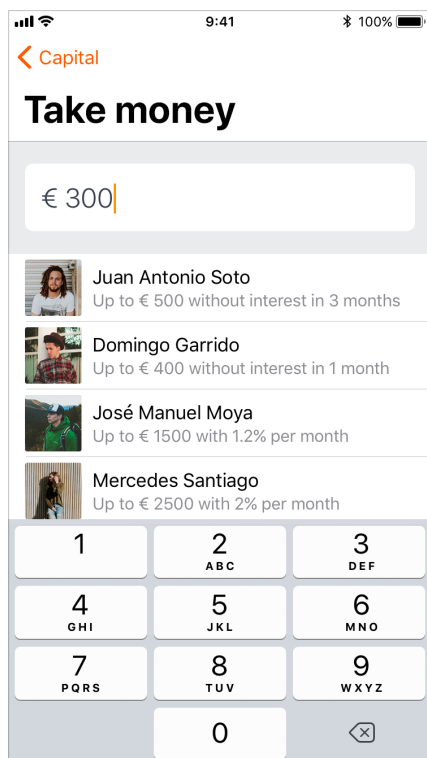 9:41
100%
Capital
Take money
€ 300
Juan Antonio Soto
Up to € 500 without interest in 3 months
Domingo Garrido
Up to € 400 without interest in 1 month
José Manuel Moya
Up to € 1500 with 1.2% per month
Mercedes Santiago
Up to € 2500 with 2% per month
1 2 3
ABC DEF
4 5 6
GHI JKL MNO
7 8 9
PQRS TUV WXYZ
0